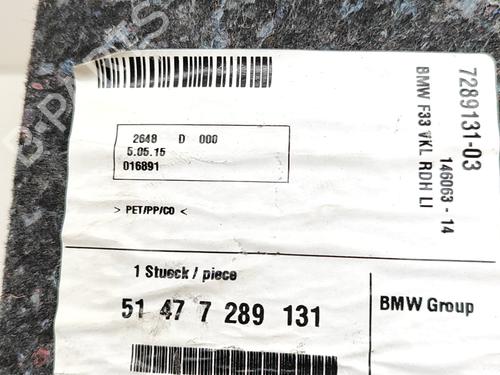 2648 D 000
5.05.15
016891
> PET/PP/CO <
1 Stueck / piece
51 47 7 289 131
BMW Group
7289131-03
146063 - 14
BMW F33 VKL RDH LI